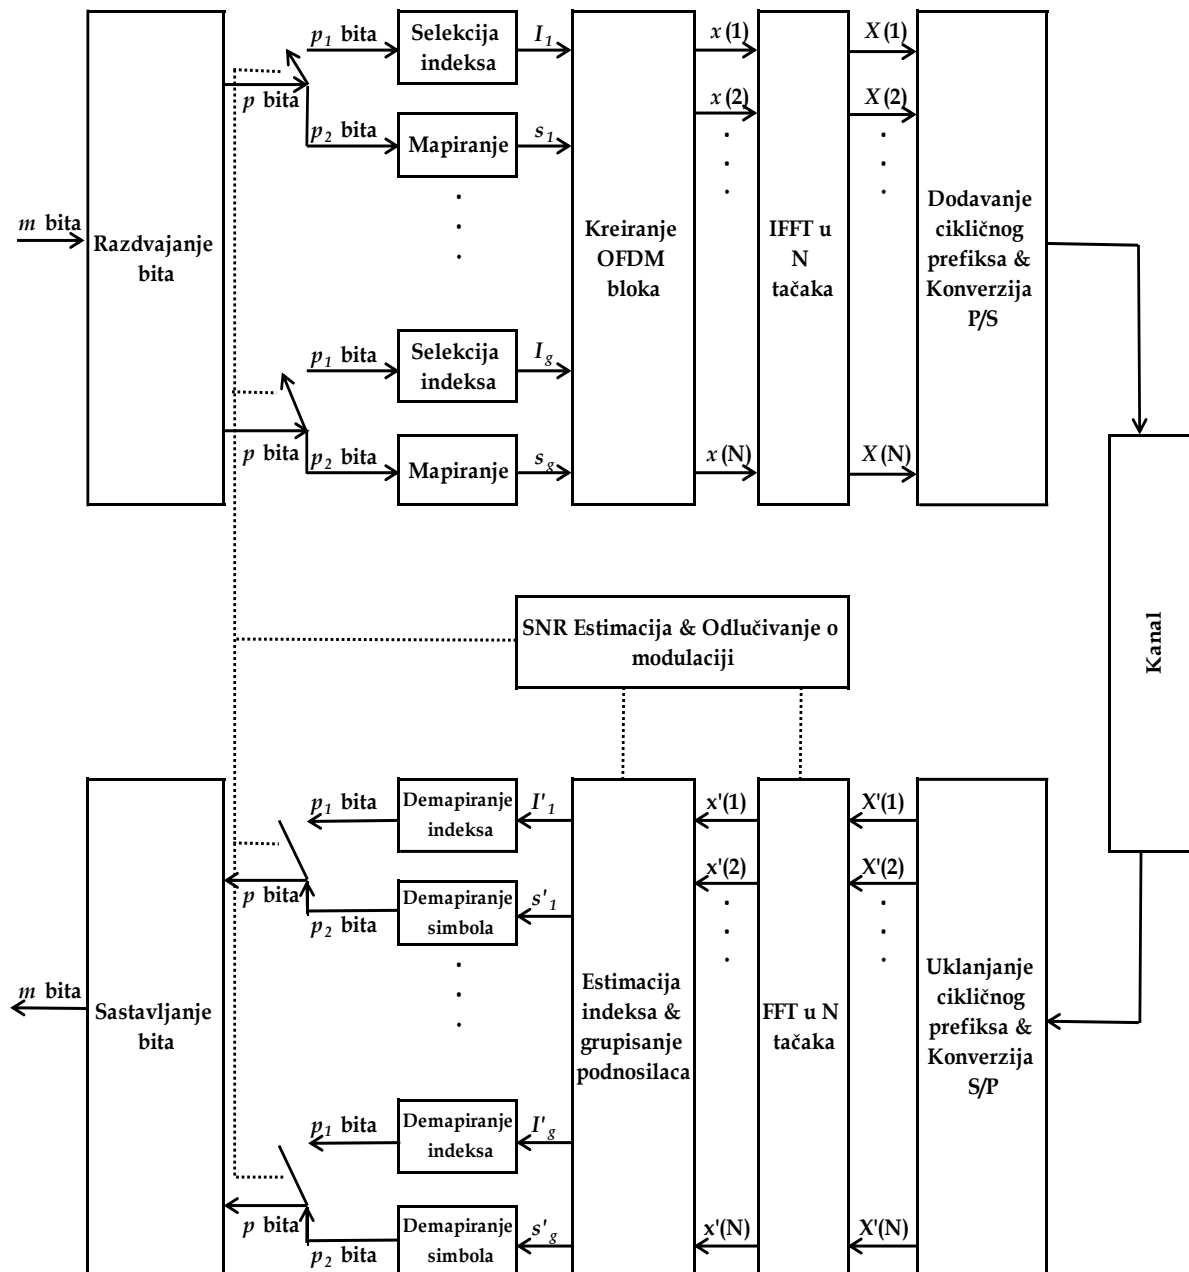 m bita
Razdvajanje
bita
p bita
p1 bita
p2 bita
Selekcija
indeksa
Mapiranje
I1
s1
p1 bita
p bita
p2 bita
Selekcija
indeksa
Mapiranje
Ig
sg
Kreiranje
OFDM
bloka
x(1)
x(2)
x(N)
IFFT u
N
tačaka
X(1)
X(2)
X(N)
Dodavanje
cikličnog
prefiksa &
Konverzija
P/S
Kanal
SNR Estimacija & Odlučivanje o
modulaciji
m bita
Sastavljanje
bita
p1 bita
p bita
p2 bita
Demapiranje
indeksa
Demapiranje
simbola
I'1
s'1
p1 bita
p bita
p2 bita
Demapiranje
indeksa
Demapiranje
simbola
I'g
s'g
Estimacija
indeksa &
grupisanje
podnosilaca
x'(1)
x'(2)
x'(N)
FFT u N
tačaka
X'(1)
X'(2)
X'(N)
Uklanjanje
cikličnog
prefiksa &
Konverzija
S/P